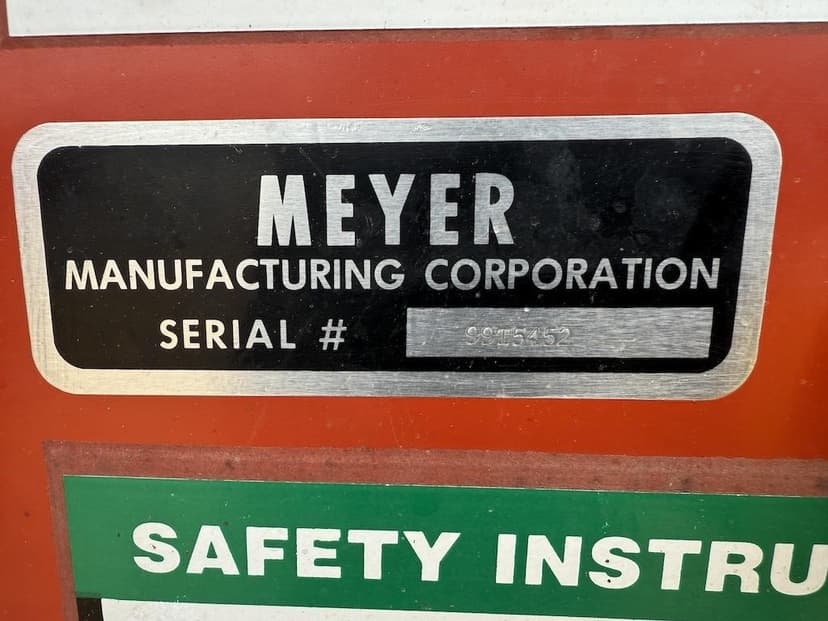 MEYER
MANUFACTURING CORPORATION
SERIAL #
SAFETY INSTRU